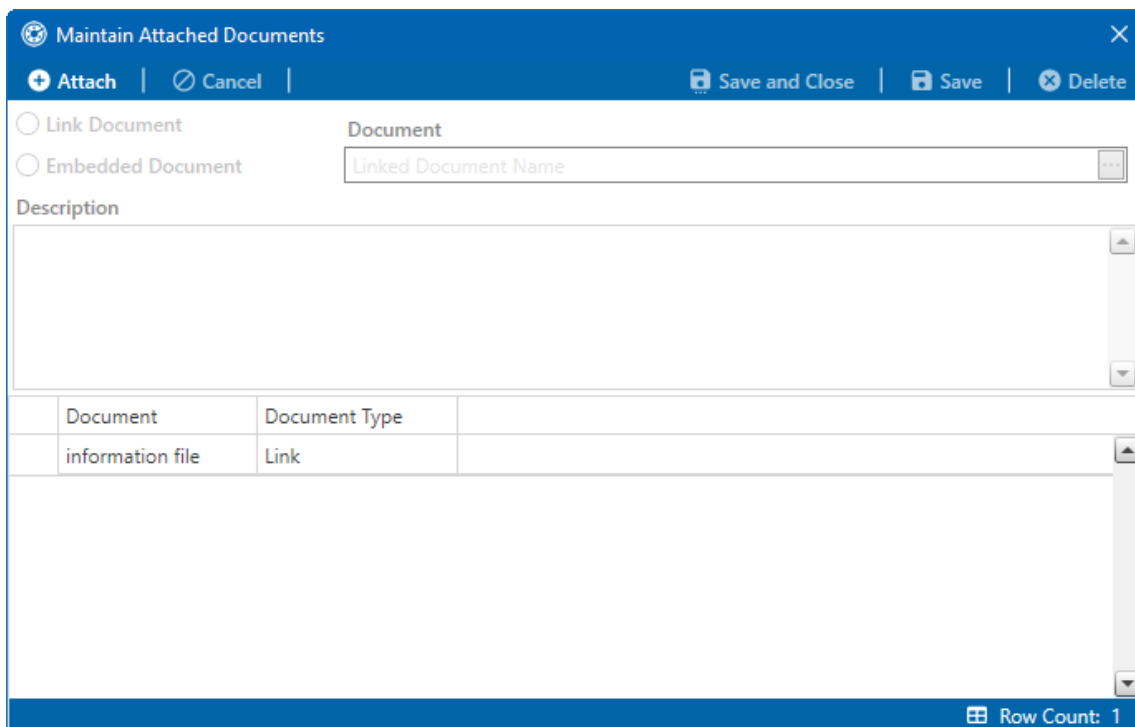 Maintain Attached Documents
Attach Cancel Save and Close Save Delete
Link Document
Document
Embedded Document
Linked Document Name
Description
Document Document Type
information file Link
Row Count: 1